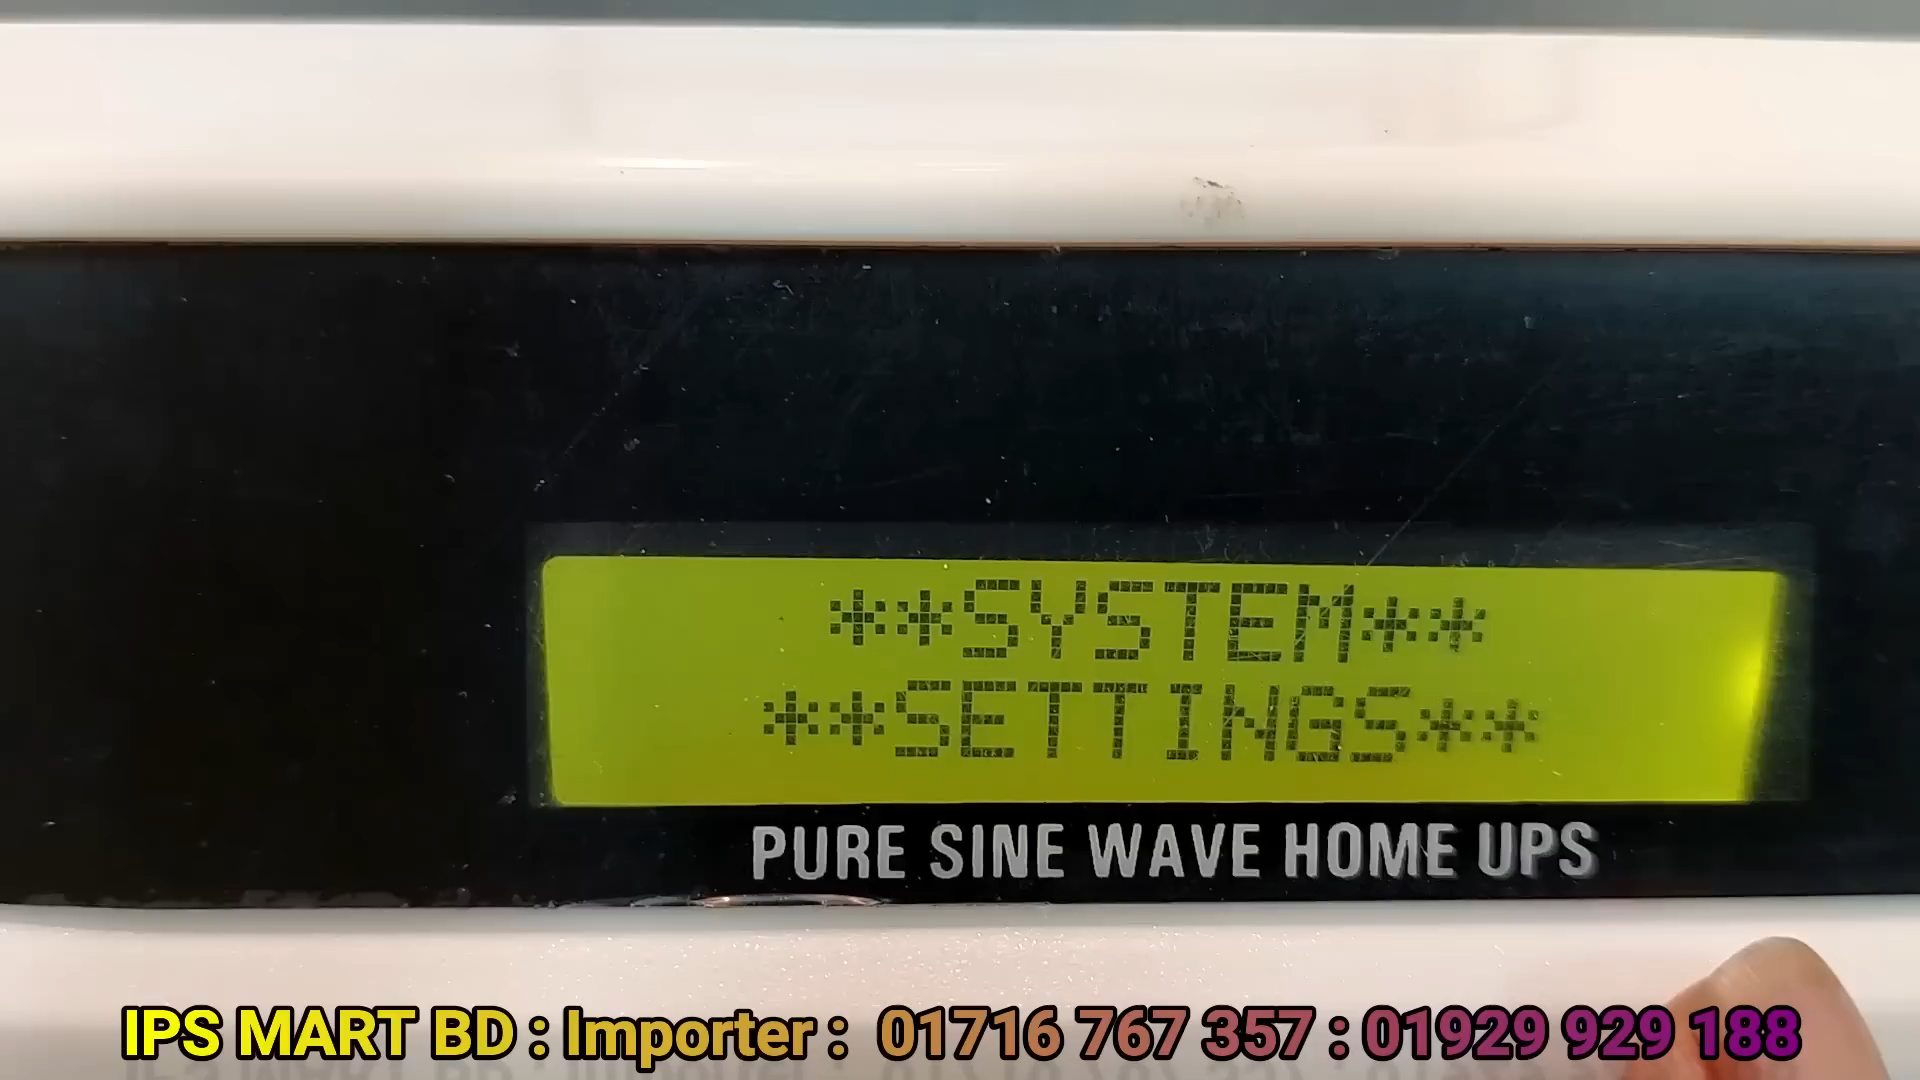 **SYSTEM**
**SETTINGS**
PURE SINE WAVE HOME UPS
IPS MART BD : Importer : 01716 767 357 : 01929 929 188